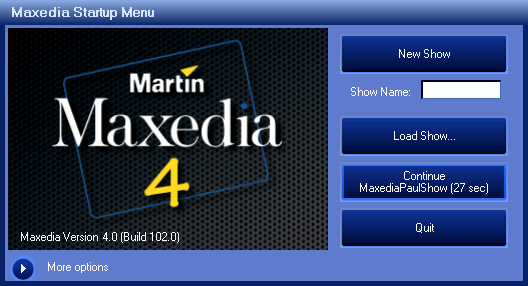 Maxedia Startup Menu
Martin
Maxedia
4
Maxedia Version 4.0 (Build 102.0)
New Show
Show Name:
Load Show...
Continue
MaxediaPaulShow (27 sec)
Quit
More options